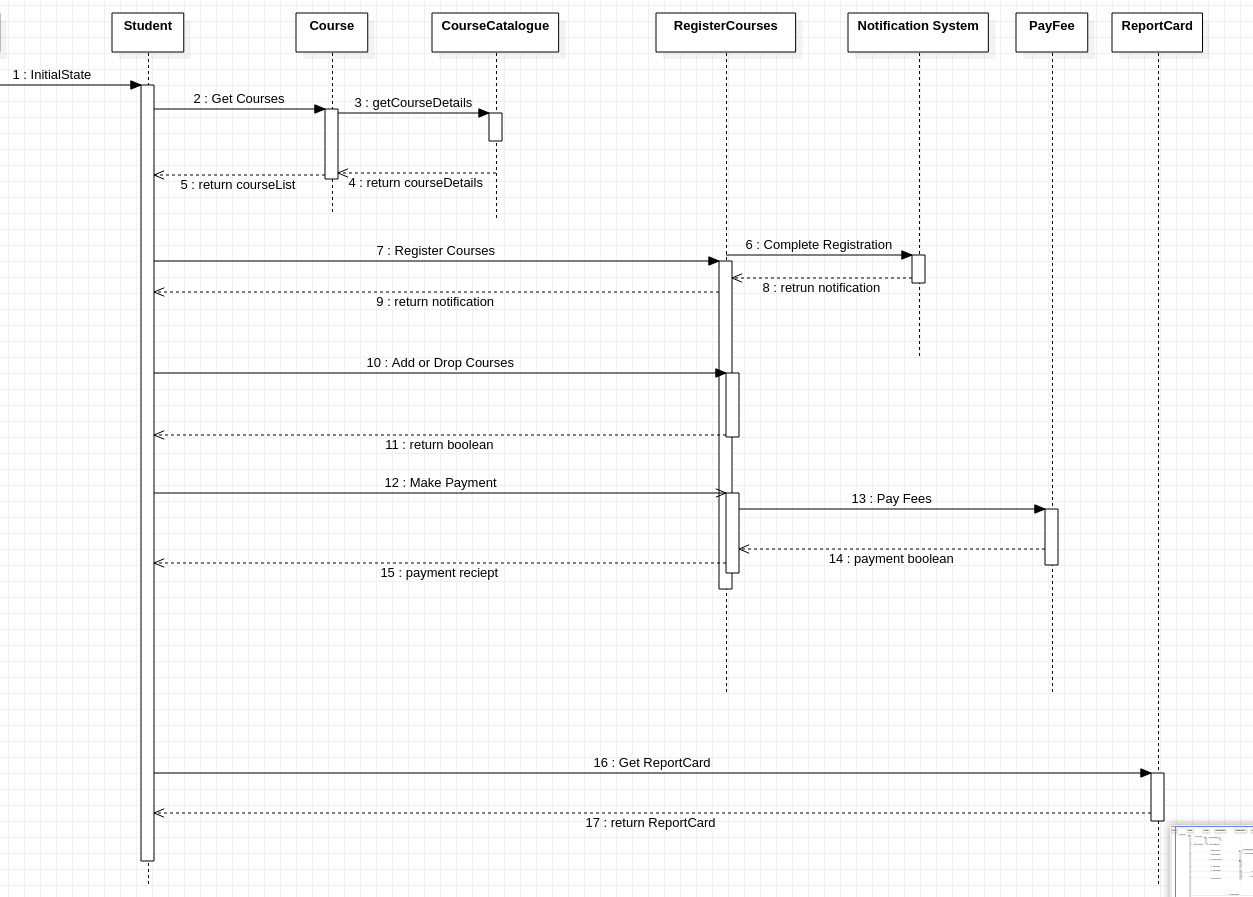 Student
Course
CourseCatalogue
RegisterCourses
Notification System
PayFee
ReportCard
1 : InitialState
2 : Get Courses
3 : getCourseDetails
4 : return courseDetails
5 : return courseList
6 : Complete Registration
7 : Register Courses
8 : retrun notification
9 : return notification
10 : Add or Drop Courses
11 : return boolean
12 : Make Payment
13 : Pay Fees
14 : payment boolean
15 : payment reciept
16 : Get ReportCard
17 : return ReportCard